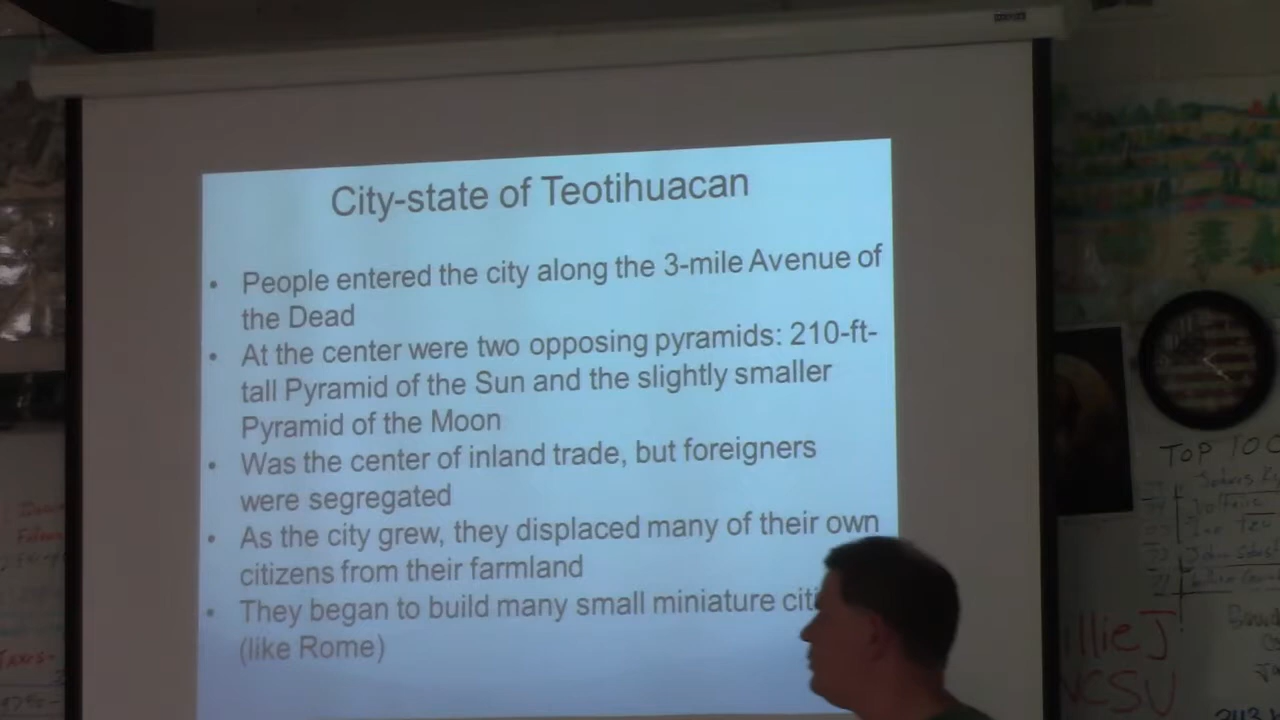 City-state of Teotihuacan
• People entered the city along the 3-mile Avenue of
the Dead
• At the center were two opposing pyramids: 210-ft-
tall Pyramid of the Sun and the slightly smaller
Pyramid of the Moon
• Was the center of inland trade, but foreigners
were segregated
• As the city grew, they displaced many of their own
citizens from their farmland
• They began to build many small miniature
(like Rome)
TOP 100
llie J
NCSU